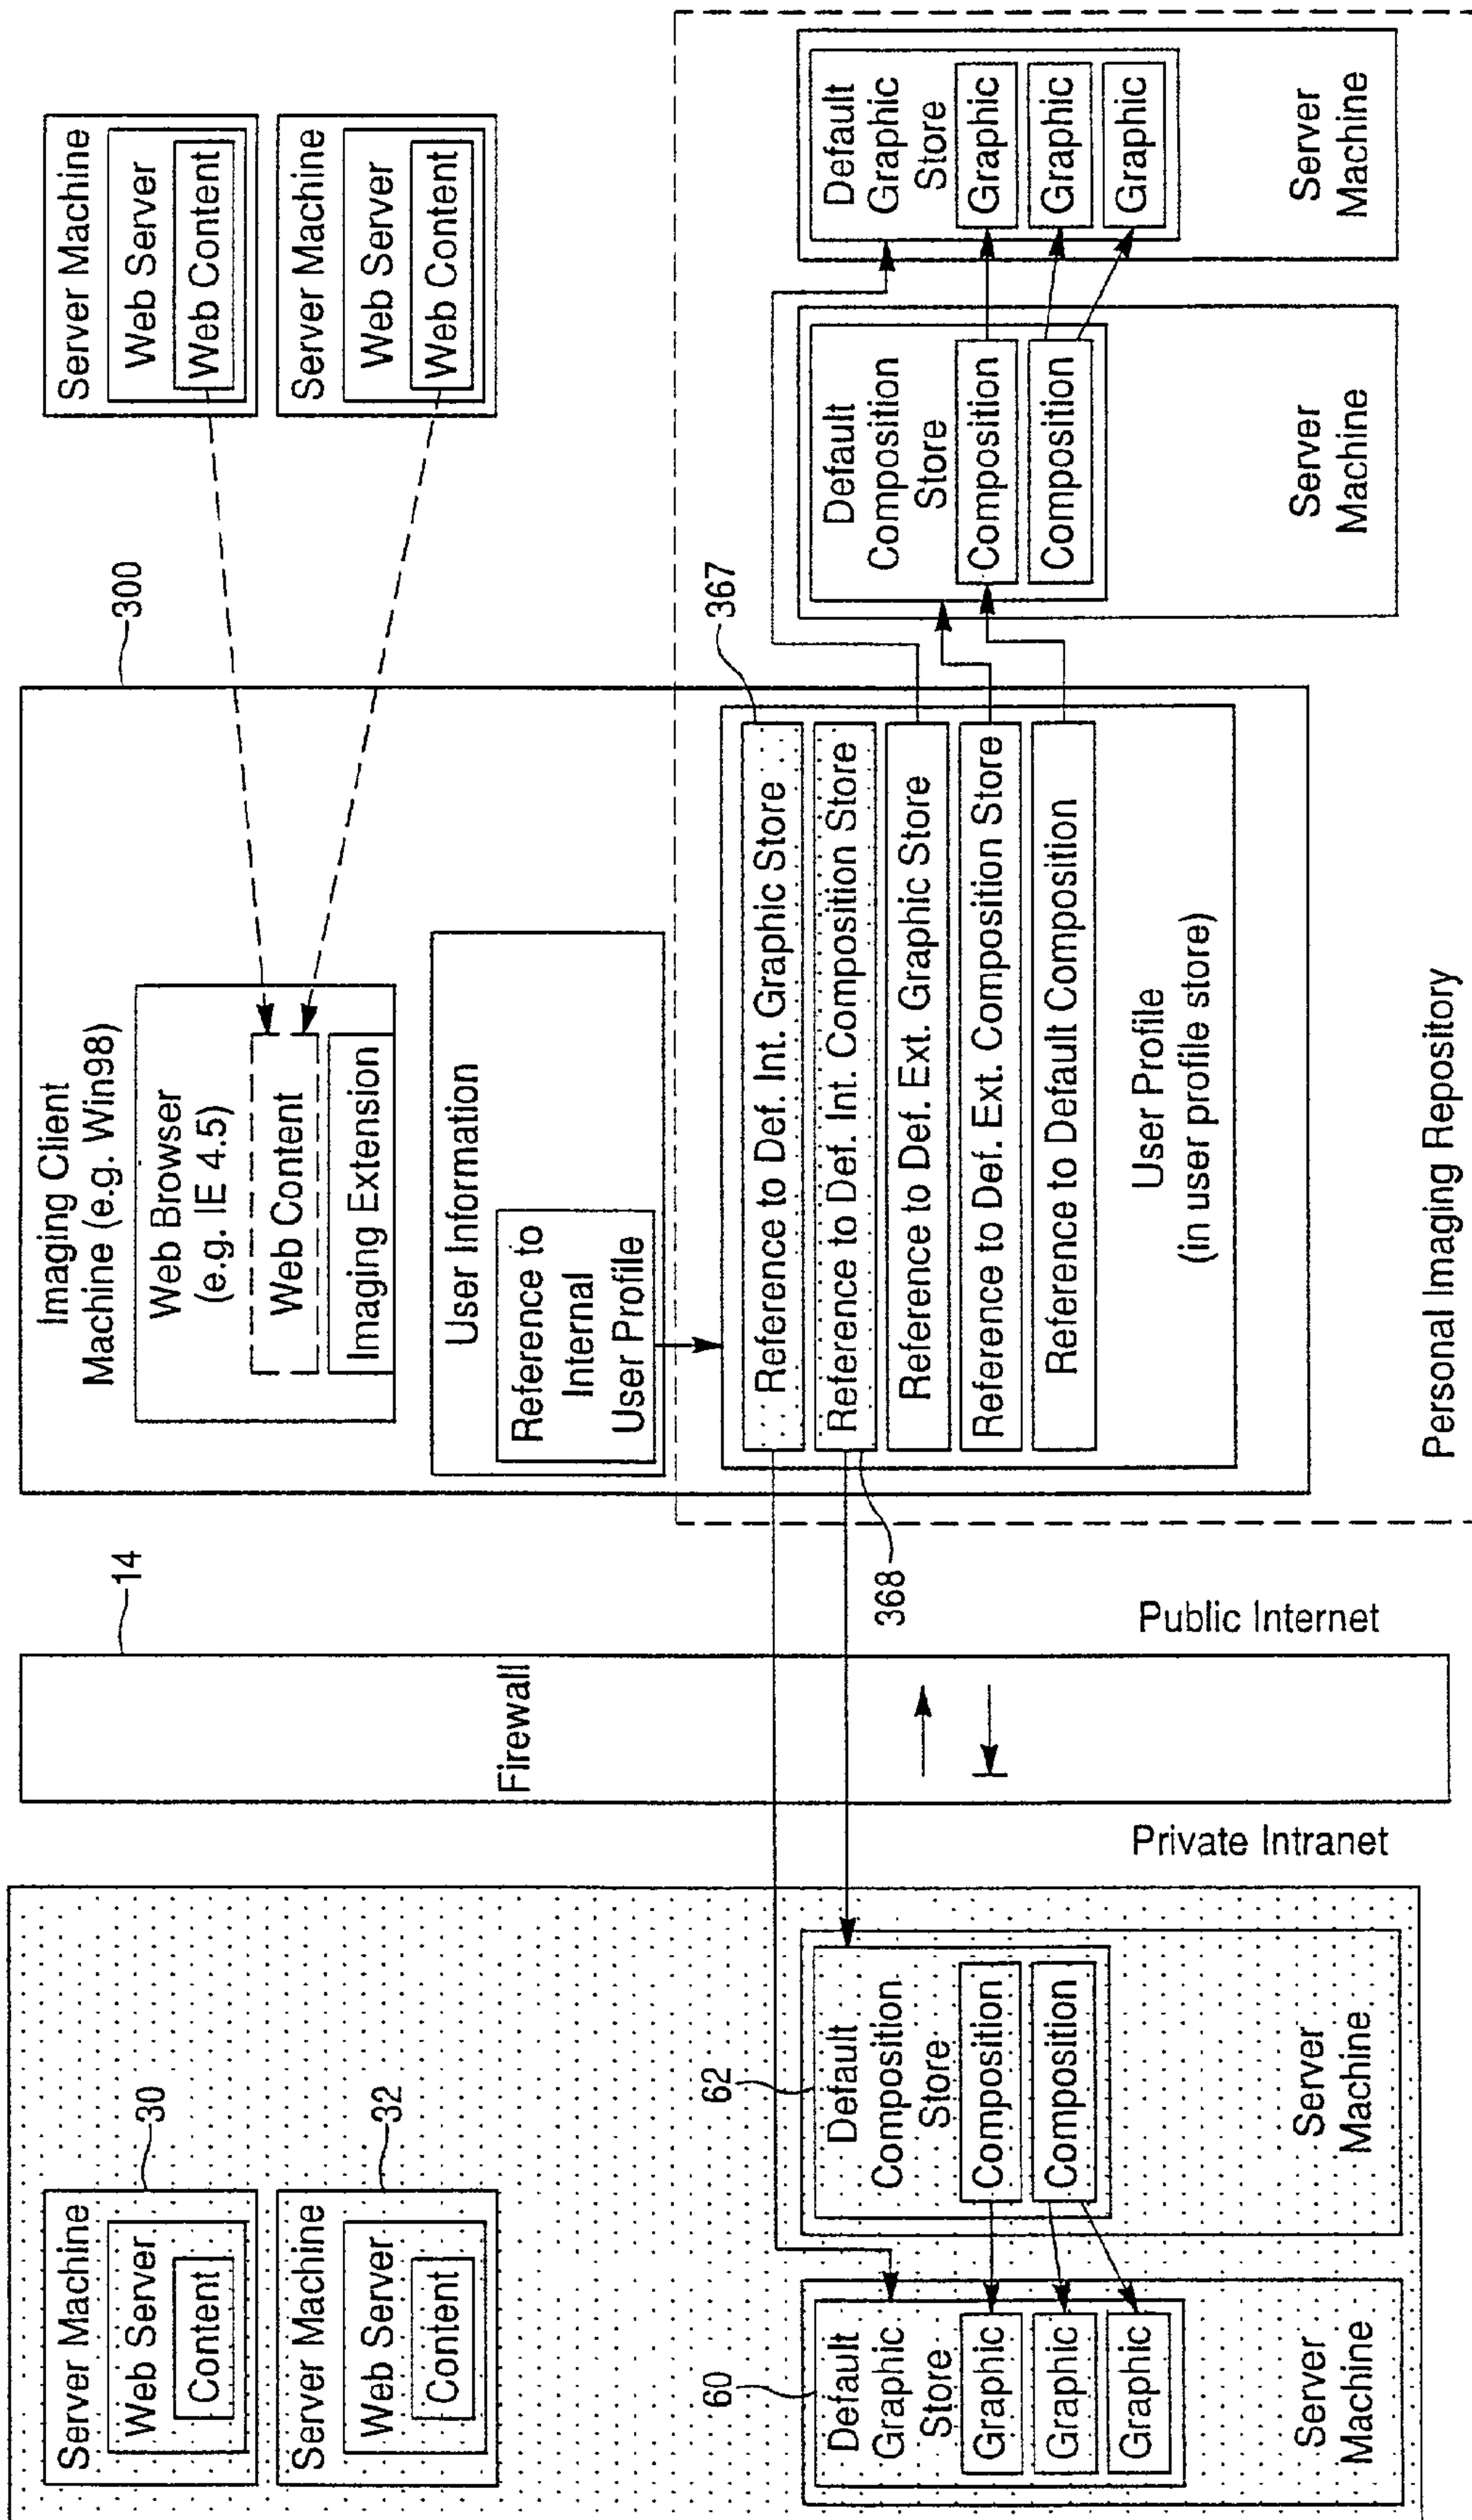 Server Machine
30
Web Server
Content
Server Machine
32
Web Server
Content
60
Default
Graphic
Store
Graphic
Graphic
Graphic
Server
Machine
62
Default
Composition
Store
Composition
Composition
Server
Machine
Private Intranet
14
Firewall
Public Internet
300
Imaging Client
Machine (e.g. Win98)
Web Browser
(e.g. IE 4.5)
Web Content
Imaging Extension
User Information
Reference to
Internal
User Profile
367
368
Reference to Def. Int. Graphic Store
Reference to Def. Int. Composition Store
Reference to Def. Ext. Graphic Store
Reference to Def. Ext. Composition Store
Reference to Default Composition
User Profile
(in user profile store)
Personal Imaging Repository
Server Machine
Web Server
Web Content
Server Machine
Web Server
Web Content
Default
Composition
Store
Composition
Composition
Server
Machine
Default
Graphic
Store
Graphic
Graphic
Graphic
Server
Machine